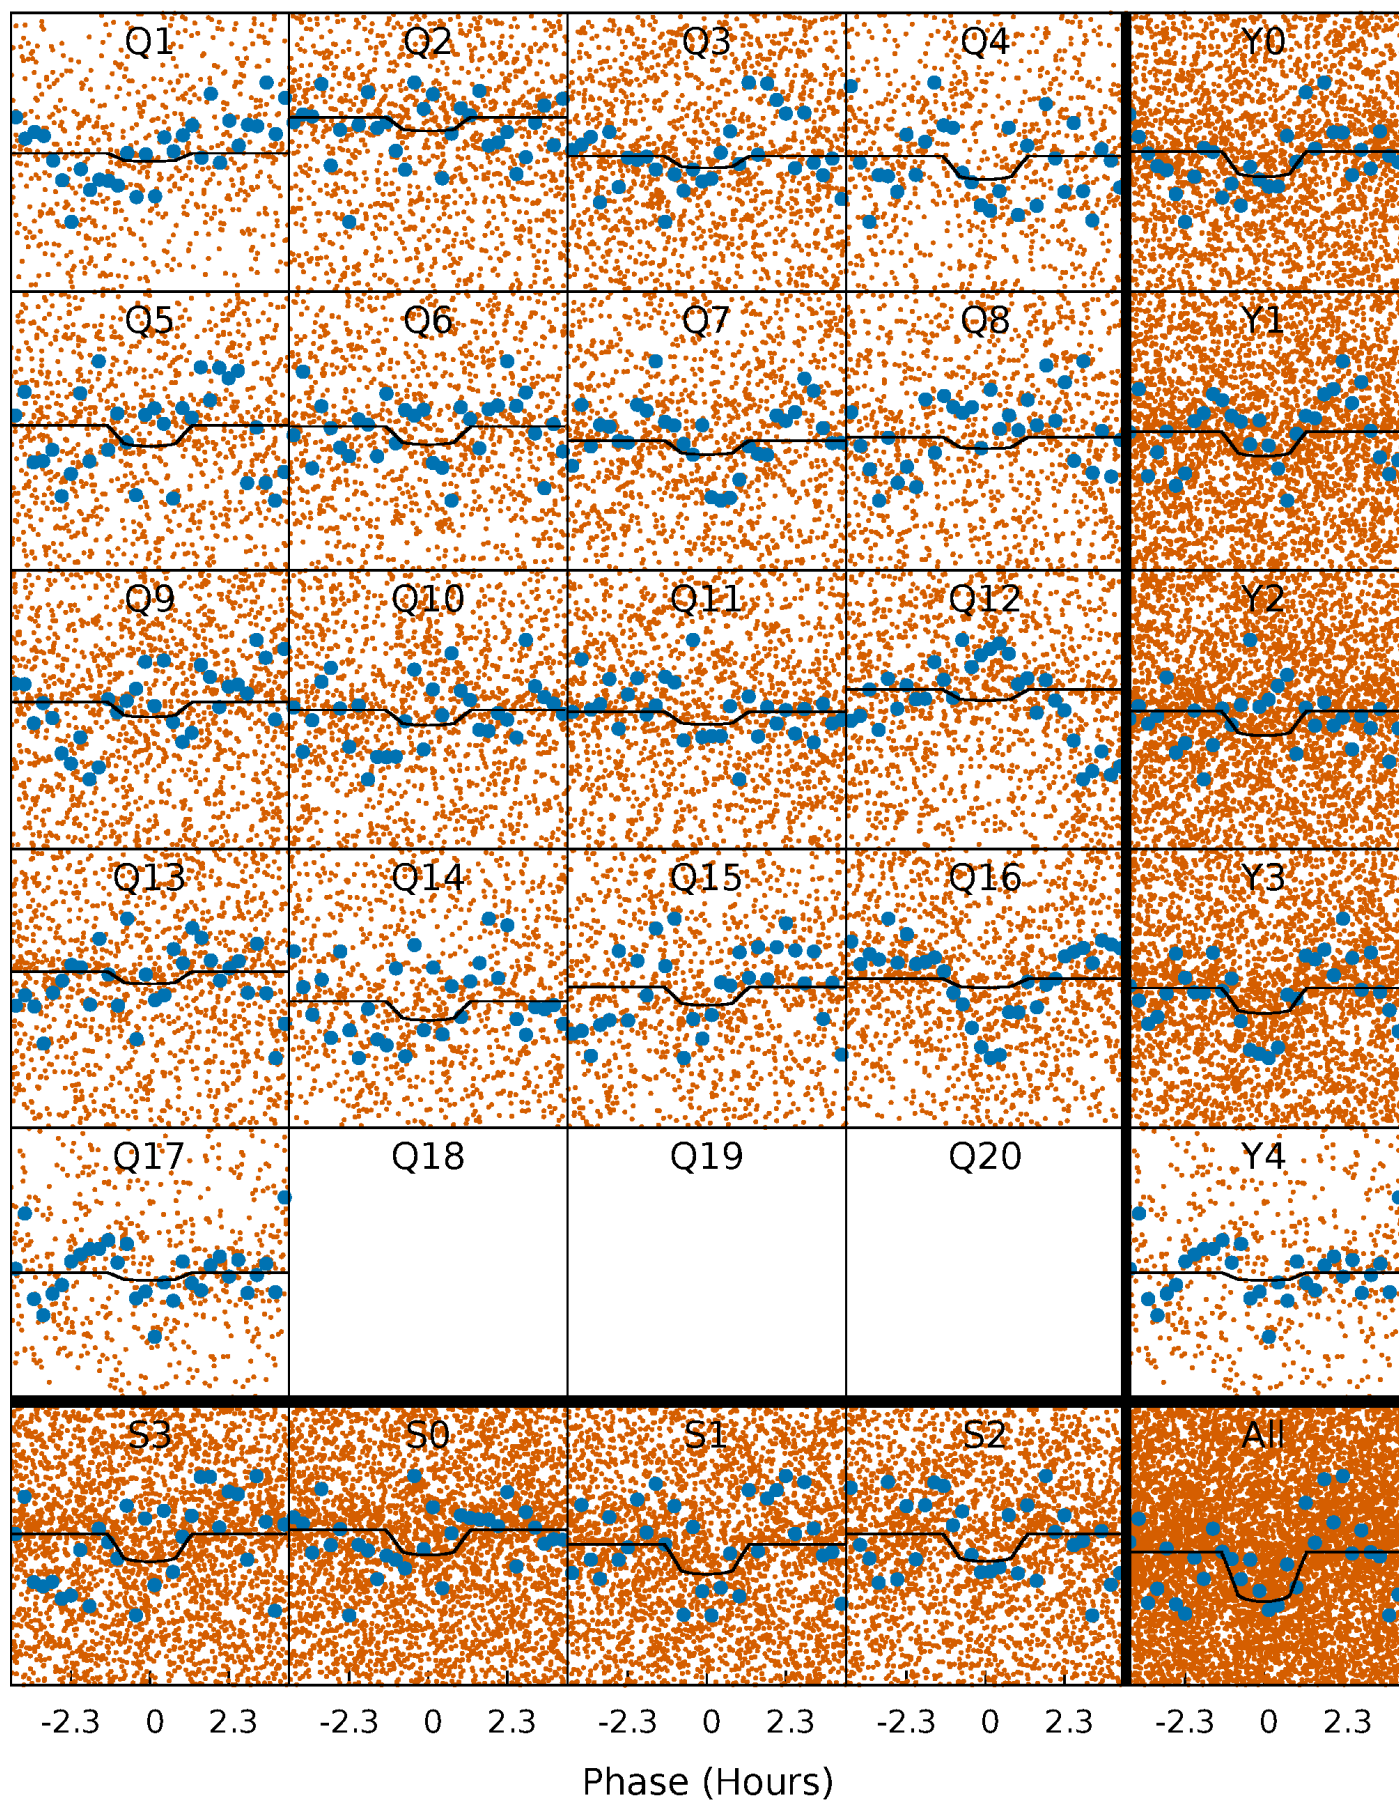 Q1 Q2 Q3 Q4 Y0
Q5 Q6 Q7 Q8 Y1
Q9 Q10 Q11 Q12 Y2
Q13 Q14 Q15 Q16 Y3
Q17 Q18 Q19 Q20 Y4
S3 S0 S1 S2 All
-2.3 0 2.3 -2.3 0 2.3 -2.3 0 2.3 -2.3 0 2.3 -2.3 0 2.3
Phase (Hours)